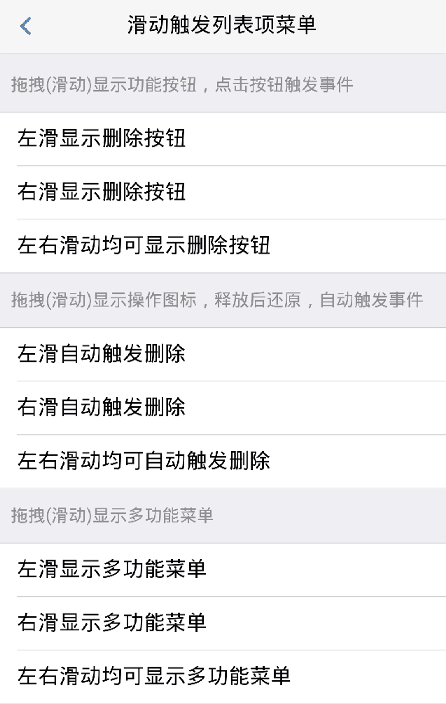 滑动触发列表项菜单
拖拽(滑动)显示功能按钮，点击按钮触发事件
左滑显示删除按钮
右滑显示删除按钮
左右滑动均可显示删除按钮
拖拽(滑动)显示操作图标，释放后还原，自动触发事件
左滑自动触发删除
右滑自动触发删除
左右滑动均可自动触发删除
拖拽(滑动)显示多功能菜单
左滑显示多功能菜单
右滑显示多功能菜单
左右滑动均可显示多功能菜单